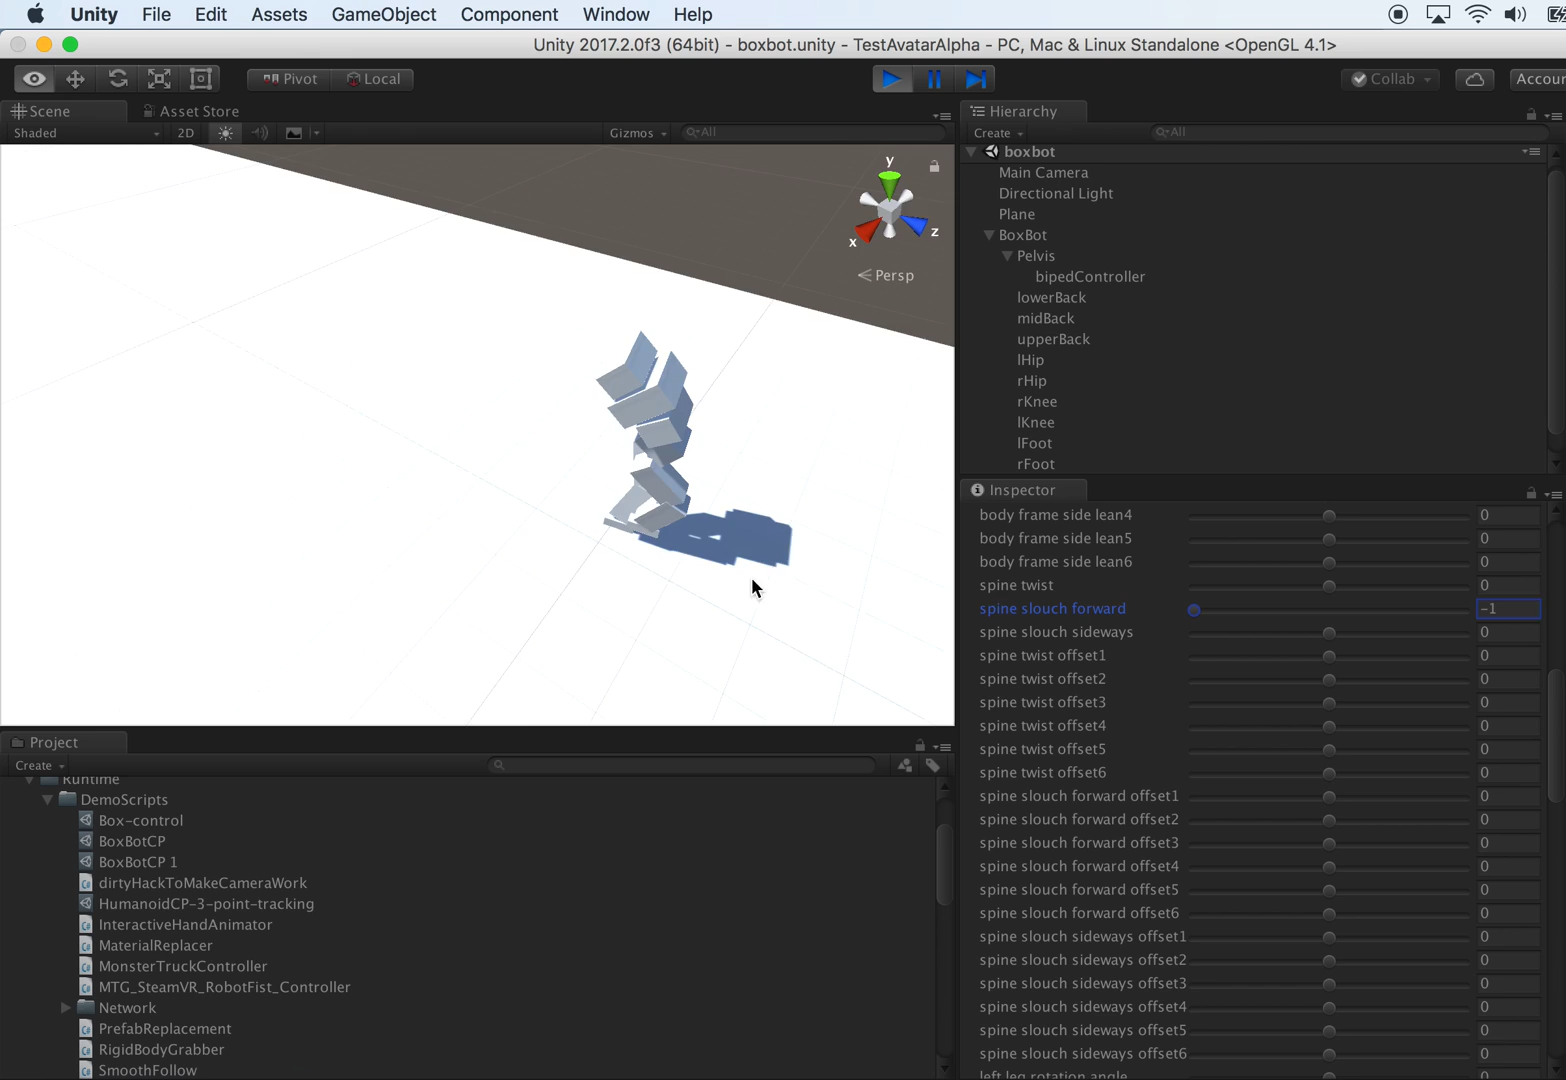 Unity File Edit Assets GameObject Component Window Help
Unity 2017.2.0f3 (64bit) - boxbot.unity - TestAvatarAlpha - PC, Mac & Linux Standalone <OpenGL 4.1>
Pivot Local Collab Accour
Scene Asset Store
Shaded 2D Gizmos All
y
x
z
Persp
Hierarchy
Create All
boxbot
Main Camera
Directional Light
Plane
BoxBot
Pelvis
bipedController
lowerBack
midBack
upperBack
lHip
rHip
rKnee
lKnee
lFoot
rFoot
Inspector
body frame side lean4 0
body frame side lean5 0
body frame side lean6 0
spine twist 0
spine slouch forward -1
spine slouch sideways 0
spine twist offset1 0
spine twist offset2 0
spine twist offset3 0
spine twist offset4 0
spine twist offset5 0
spine twist offset6 0
spine slouch forward offset1 0
spine slouch forward offset2 0
spine slouch forward offset3 0
spine slouch forward offset4 0
spine slouch forward offset5 0
spine slouch forward offset6 0
spine slouch sideways offset1 0
spine slouch sideways offset2 0
spine slouch sideways offset3 0
spine slouch sideways offset4 0
spine slouch sideways offset5 0
spine slouch sideways offset6 0
left leg rotation angle 0
Project
Create
Runtime
DemoScripts
Box-control
BoxBotCP
BoxBotCP 1
dirtyHackToMakeCameraWork
HumanoidCP-3-point-tracking
InteractiveHandAnimator
MaterialReplacer
MonsterTruckController
MTG_SteamVR_RobotFist_Controller
Network
PrefabReplacement
RigidBodyGrabber
SmoothFollow